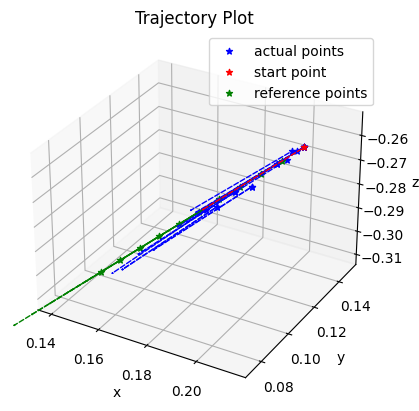 Trajectory Plot
actual points
start point
reference points
−0.26
−0.27
−0.28
−0.29
−0.30
−0.31
z
0.14
0.16
0.18
0.20
x
0.08
0.10
0.12
0.14
y